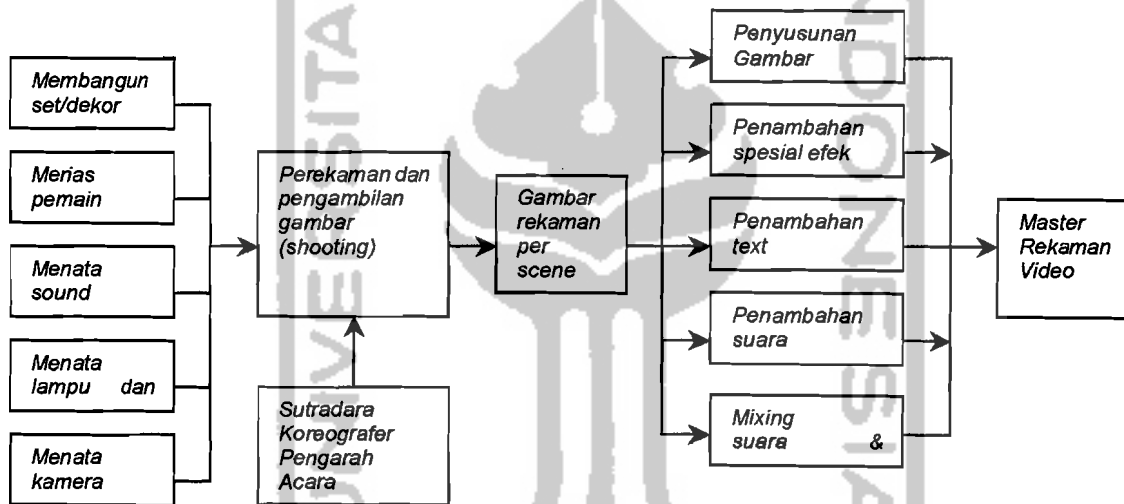 Membangun
set/dekor
Merias
pemain
Menata
sound
Menata
lampu dan
Menata
kamera
Perekaman dan
pengambilan
gambar
(shooting)
Sutradara
Koreografer
Pengarah
Acara
Gambar
rekaman
per
scene
Penyusunan
Gambar
Penambahan
spesial efek
Penambahan
text
Penambahan
suara
Mixing
suara &
Master
Rekaman
Video
UNIVERSITA
NDONESIA